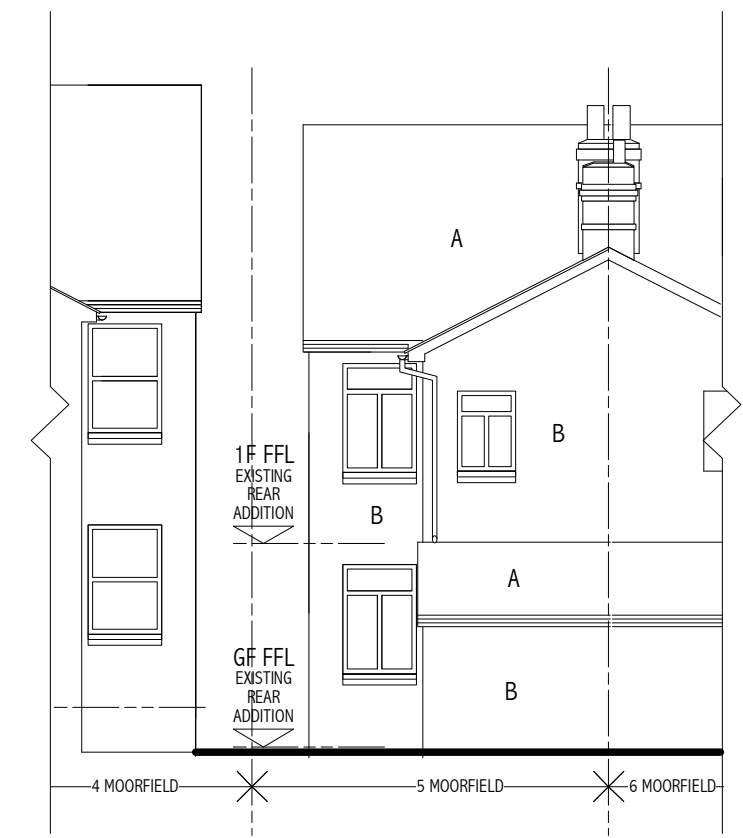 A
1F FFL
EXISTING
REAR
ADDITION
B
B
A
GF FFL
EXISTING
REAR
ADDITION
B
4 MOORFIELD
5 MOORFIELD
6 MOORFIELD